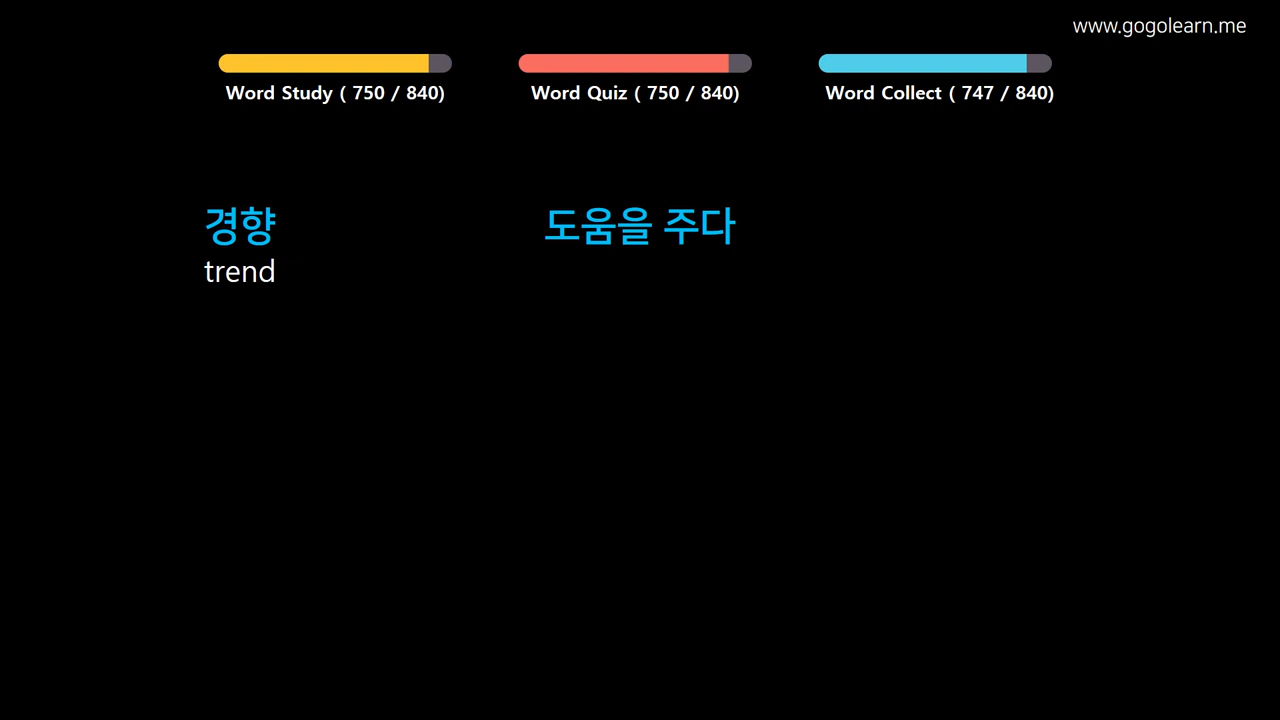 www.gogolearn.me
Word Study ( 750 / 840)
Word Quiz ( 750 / 840)
Word Collect ( 747 / 840)
경향
trend
도움을 주다